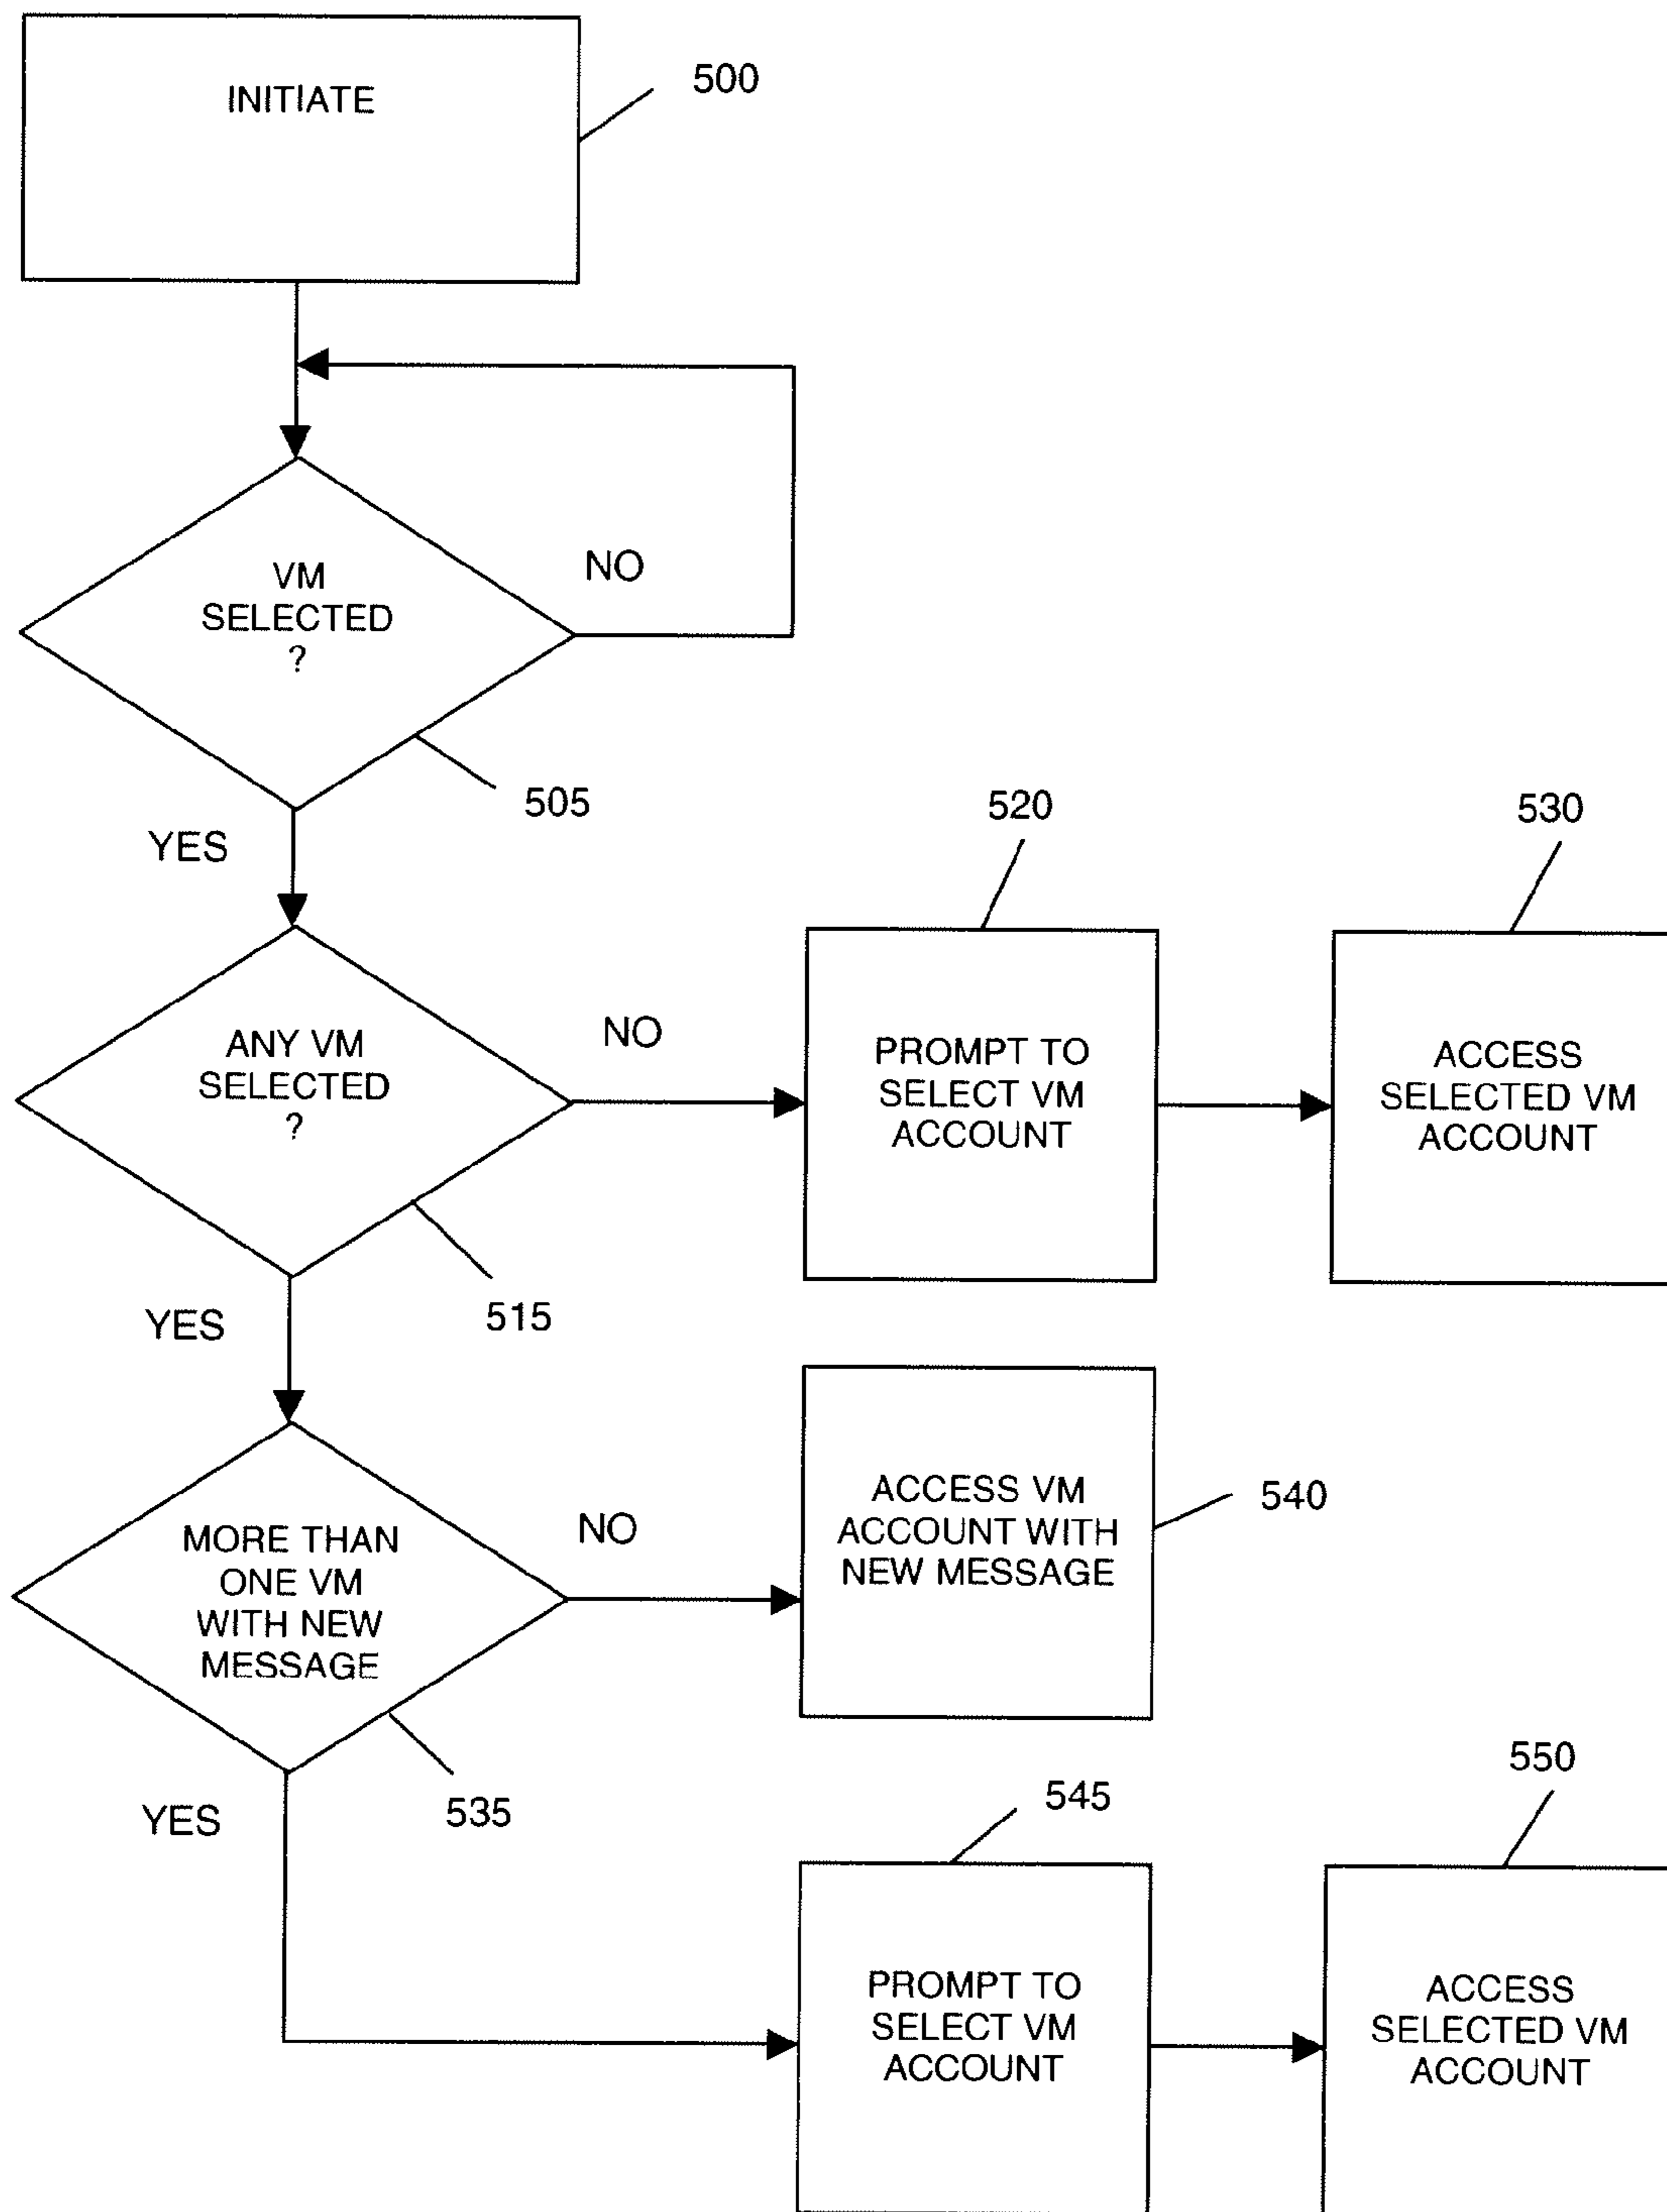 INITIATE
500
VM
SELECTED
?
NO
505
YES
520
530
ANY VM
SELECTED
?
NO
PROMPT TO
SELECT VM
ACCOUNT
ACCESS
SELECTED VM
ACCOUNT
515
YES
MORE THAN
ONE VM
WITH NEW
MESSAGE
NO
ACCESS VM
ACCOUNT WITH
NEW MESSAGE
540
535
YES
545
550
PROMPT TO
SELECT VM
ACCOUNT
ACCESS
SELECTED VM
ACCOUNT